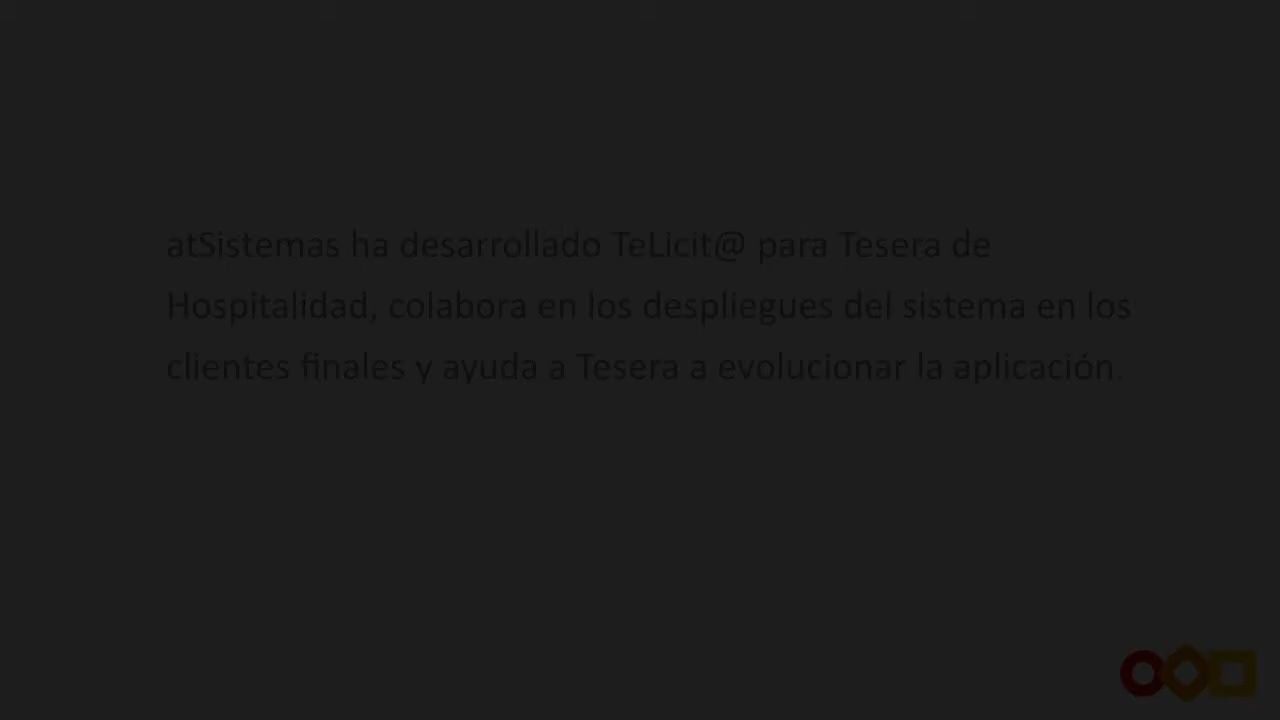 atSistemas ha desarrollado TeLicit@ para Tesera de
Hospitalidad, colabora en los despliegues del sistema en los
clientes finales y ayuda a Tesera a evolucionar la aplicación.